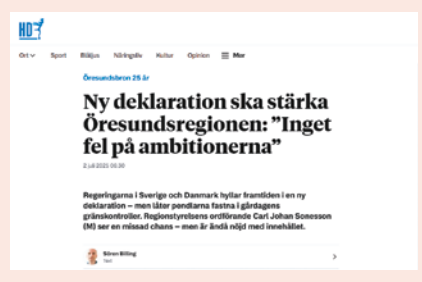 HD
Ort Sport Blåljus Näringsliv Kultur Opinion Mer
Öresundsbron 25 år
Ny deklaration ska stärka
Öresundsregionen: ”Inget
fel på ambitionerna”
2 juli 2025 05.30
Regeringarna i Sverige och Danmark hyllar framtiden i en ny
deklaration – men låter pendlarna fastna i gårdagens
gränskontroller. Regionstyrelsens ordförande Carl Johan Sonesson
(M) ser en missad chans – men är ändå nöjd med innehållet.
Sören Billing
Text